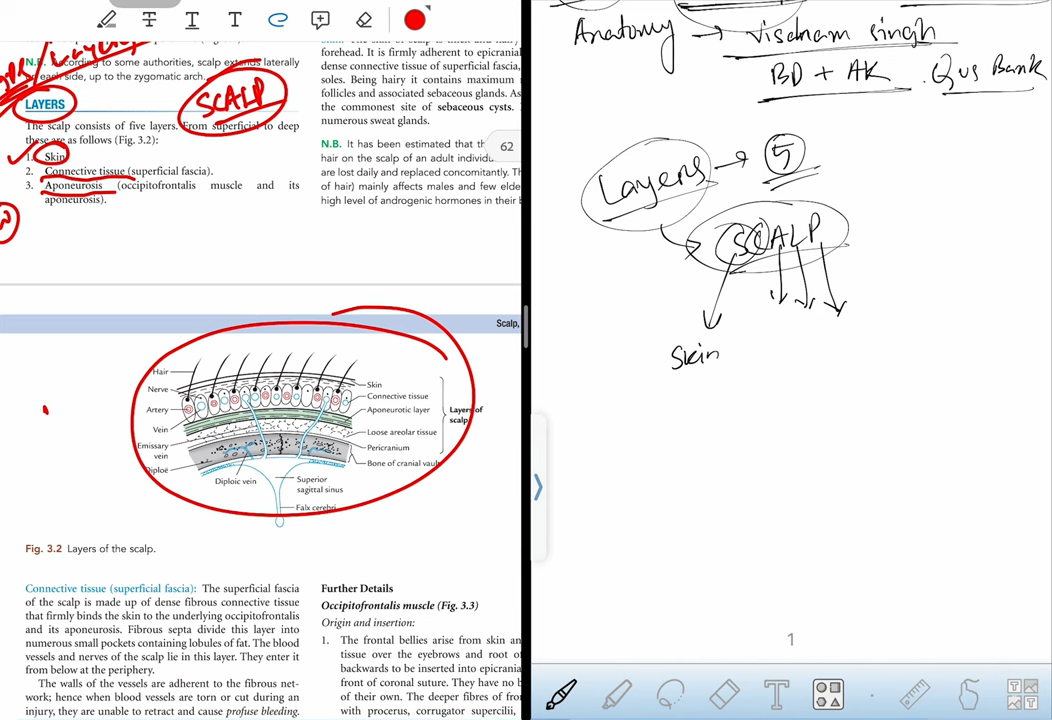 N.B. According to some authorities, scalp extends laterally
on each side, up to the zygomatic arch.
SCALP
LAYERS
The scalp consists of five layers. From superficial to deep
these are as follows (Fig. 3.2):
1. Skin
2. Connective tissue (superficial fascia).
3. Aponeurosis (occipitofrontalis muscle and its
aponeurosis).
forehead. It is firmly adherent to epicranial
dense connective tissue of superficial fascia,
soles. Being hairy it contains maximum
follicles and associated sebaceous glands. As
the commonest site of sebaceous cysts.
numerous sweat glands.
N.B. It has been estimated that
hair on the scalp of an adult individ
are lost daily and replaced concomitantly. T
of hair) mainly affects males and few elde
high level of androgenic hormones in their
62
Scalp,
Hair
Nerve
Artery
Vein
Emissary
vein
Diploë
Diploic vein
Superior
sagittal sinus
Falx cerebri
Skin
Connective tissue
Aponeurotic layer
Loose areolar tissue
Pericranium
Bone of cranial vault
Layers of
scalp
Fig. 3.2 Layers of the scalp.
Connective tissue (superficial fascia): The superficial fascia
of the scalp is made up of dense fibrous connective tissue
that firmly binds the skin to the underlying occipitofrontalis
and its aponeurosis. Fibrous septa divide this layer into
numerous small pockets containing lobules of fat. The blood
vessels and nerves of the scalp lie in this layer. They enter it
from below at the periphery.
The walls of the vessels are adherent to the fibrous net-
work; hence when blood vessels are torn or cut during an
injury, they are unable to retract and cause profuse bleeding.
Further Details
Occipitofrontalis muscle (Fig. 3.3)
Origin and insertion:
1. The frontal bellies arise from skin an
tissue over the eyebrows and root of
backwards to be inserted into epicrania
front of coronal suture. They have no b
of their own. The deeper fibres of fro
with procerus, corrugator supercilii,
Anatomy → Vishram singh
BD + AK . Qus Bank
Layers → 5
SCALP
Skin
1